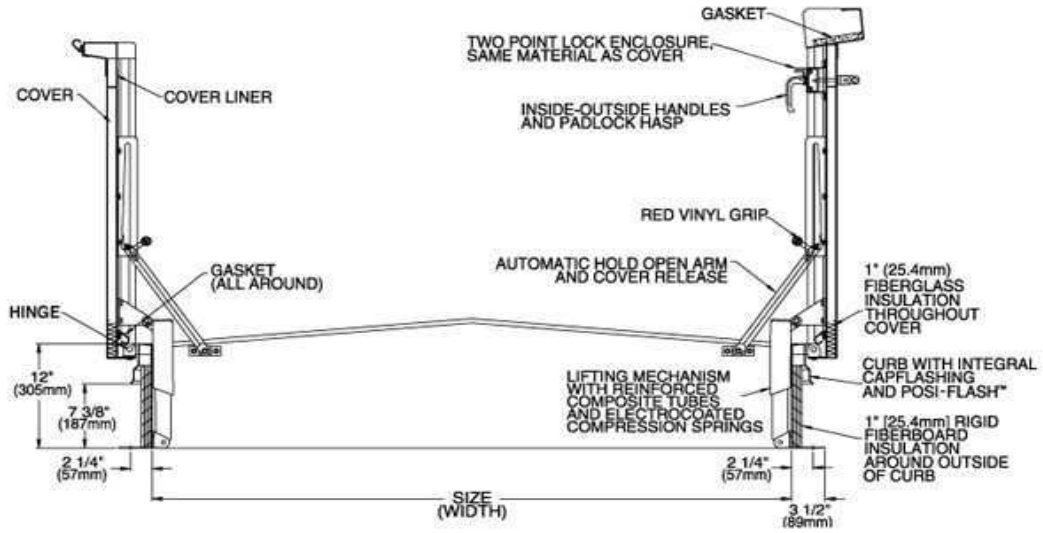 GASKET
TWO POINT LOCK ENCLOSURE,
SAME MATERIAL AS COVER
COVER
COVER LINER
INSIDE-OUTSIDE HANDLES
AND PADLOCK HASP
RED VINYL GRIP
GASKET
(ALL AROUND)
AUTOMATIC HOLD OPEN ARM
AND COVER RELEASE
1" (25.4mm)
FIBERGLASS
INSULATION
THROUGHOUT
COVER
HINGE
12"
(305mm)
7 3/8"
(187mm)
LIFTING MECHANISM
WITH REINFORCED
COMPOSITE TUBES
AND ELECTROCOATED
COMPRESSION SPRINGS
CURB WITH INTEGRAL
CAPFLASHING
AND POSI-FLASH™
1" [25.4mm] RIGID
FIBERBOARD
INSULATION
AROUND OUTSIDE
OF CURB
2 1/4"
(57mm)
2 1/4"
(57mm)
SIZE
(WIDTH)
3 1/2"
(89mm)